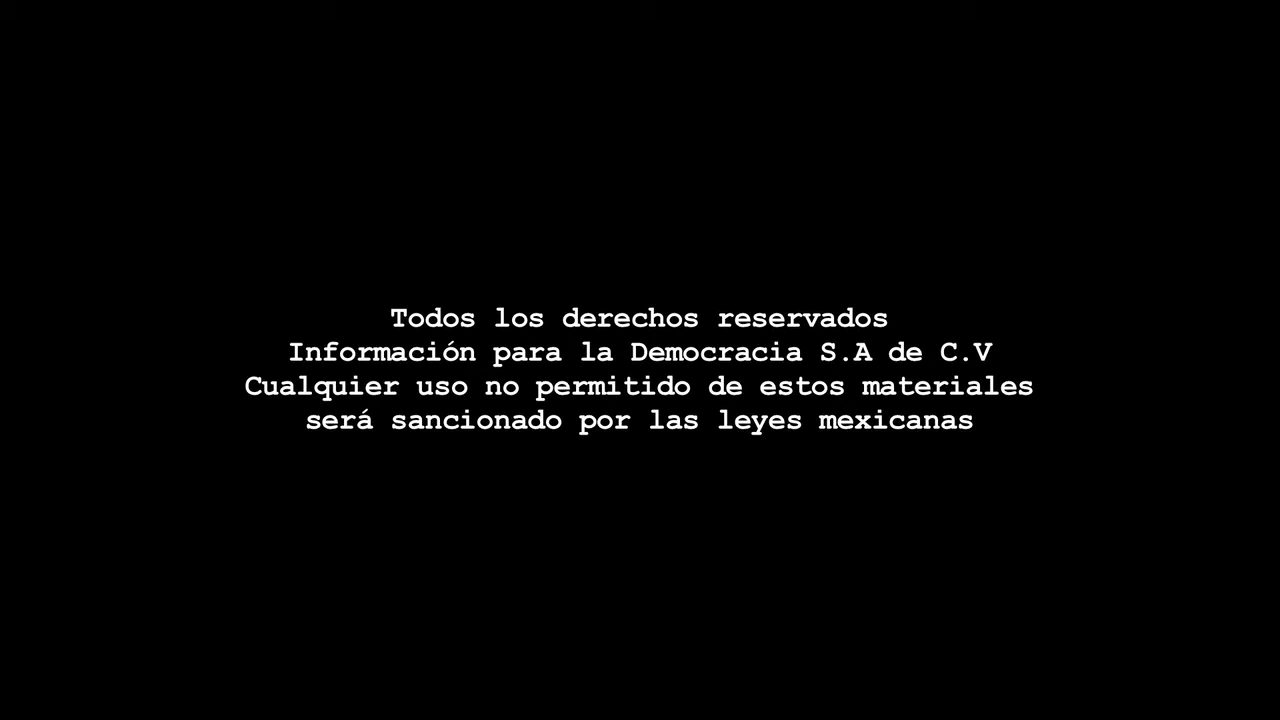 Todos los derechos reservados
Información para la Democracia S.A de C.V
Cualquier uso no permitido de estos materiales
será sancionado por las leyes mexicanas